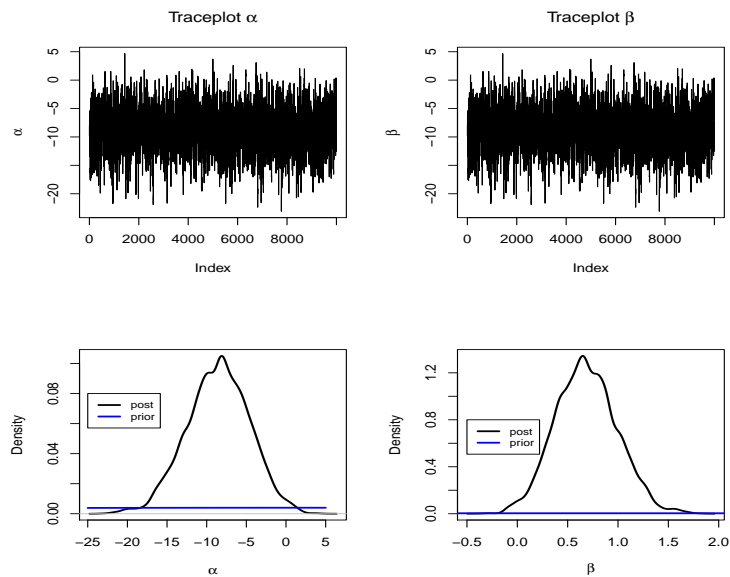 Traceplot α
α
5
0
−5
−10
−20
0 2000 4000 6000 8000
Index
Traceplot β
β
5
0
−5
−10
−20
0 2000 4000 6000 8000
Index
Density
0.08
0.04
0.00
post
prior
−25 −20 −15 −10 −5 0 5
α
Density
1.2
0.8
0.4
0.0
post
prior
−0.5 0.0 0.5 1.0 1.5 2.0
β